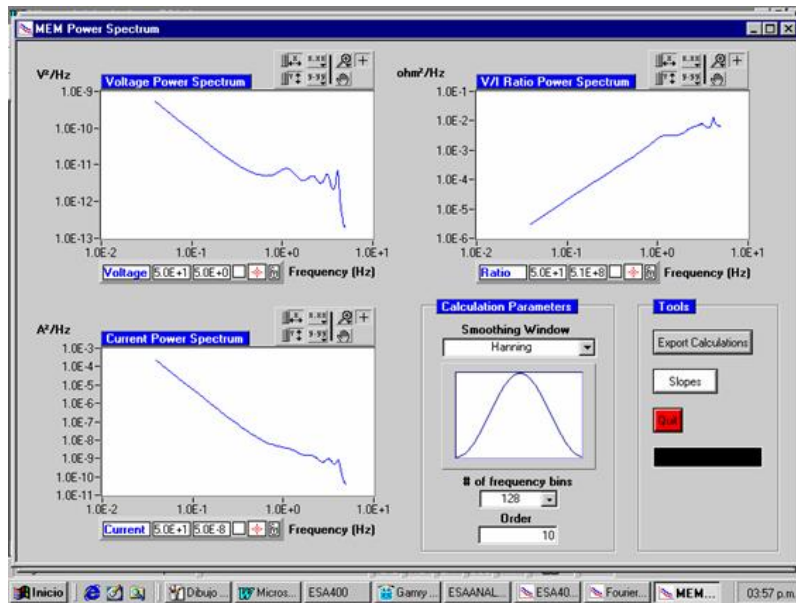 MEM Power Spectrum
V²/Hz
Voltage Power Spectrum
1.0E-9
1.0E-10
1.0E-11
1.0E-12
1.0E-13
1.0E-2
1.0E-1
1.0E+0
1.0E+1
Voltage 5.0E+1 5.0E+0 Frequency (Hz)
ohm²/Hz
V/I Ratio Power Spectrum
1.0E-1
1.0E-2
1.0E-3
1.0E-4
1.0E-5
1.0E-6
1.0E-2
1.0E-1
1.0E+0
1.0E+1
Ratio 5.0E+1 5.1E+8 Frequency (Hz)
A²/Hz
Current Power Spectrum
1.0E-3
1.0E-4
1.0E-5
1.0E-6
1.0E-7
1.0E-8
1.0E-9
1.0E-10
1.0E-11
1.0E-2
1.0E-1
1.0E+0
1.0E+1
Current 5.0E+1 5.0E-8 Frequency (Hz)
Calculation Parameters
Smoothing Window
Hanning
# of frequency bins
128
Order
10
Tools
Export Calculations
Slopes
Quit
Inicio Dibujo ... Micros... ESA400 Gamry ... ESAANAL... ESA40... Fourier... MEM... 03:57 p.m.